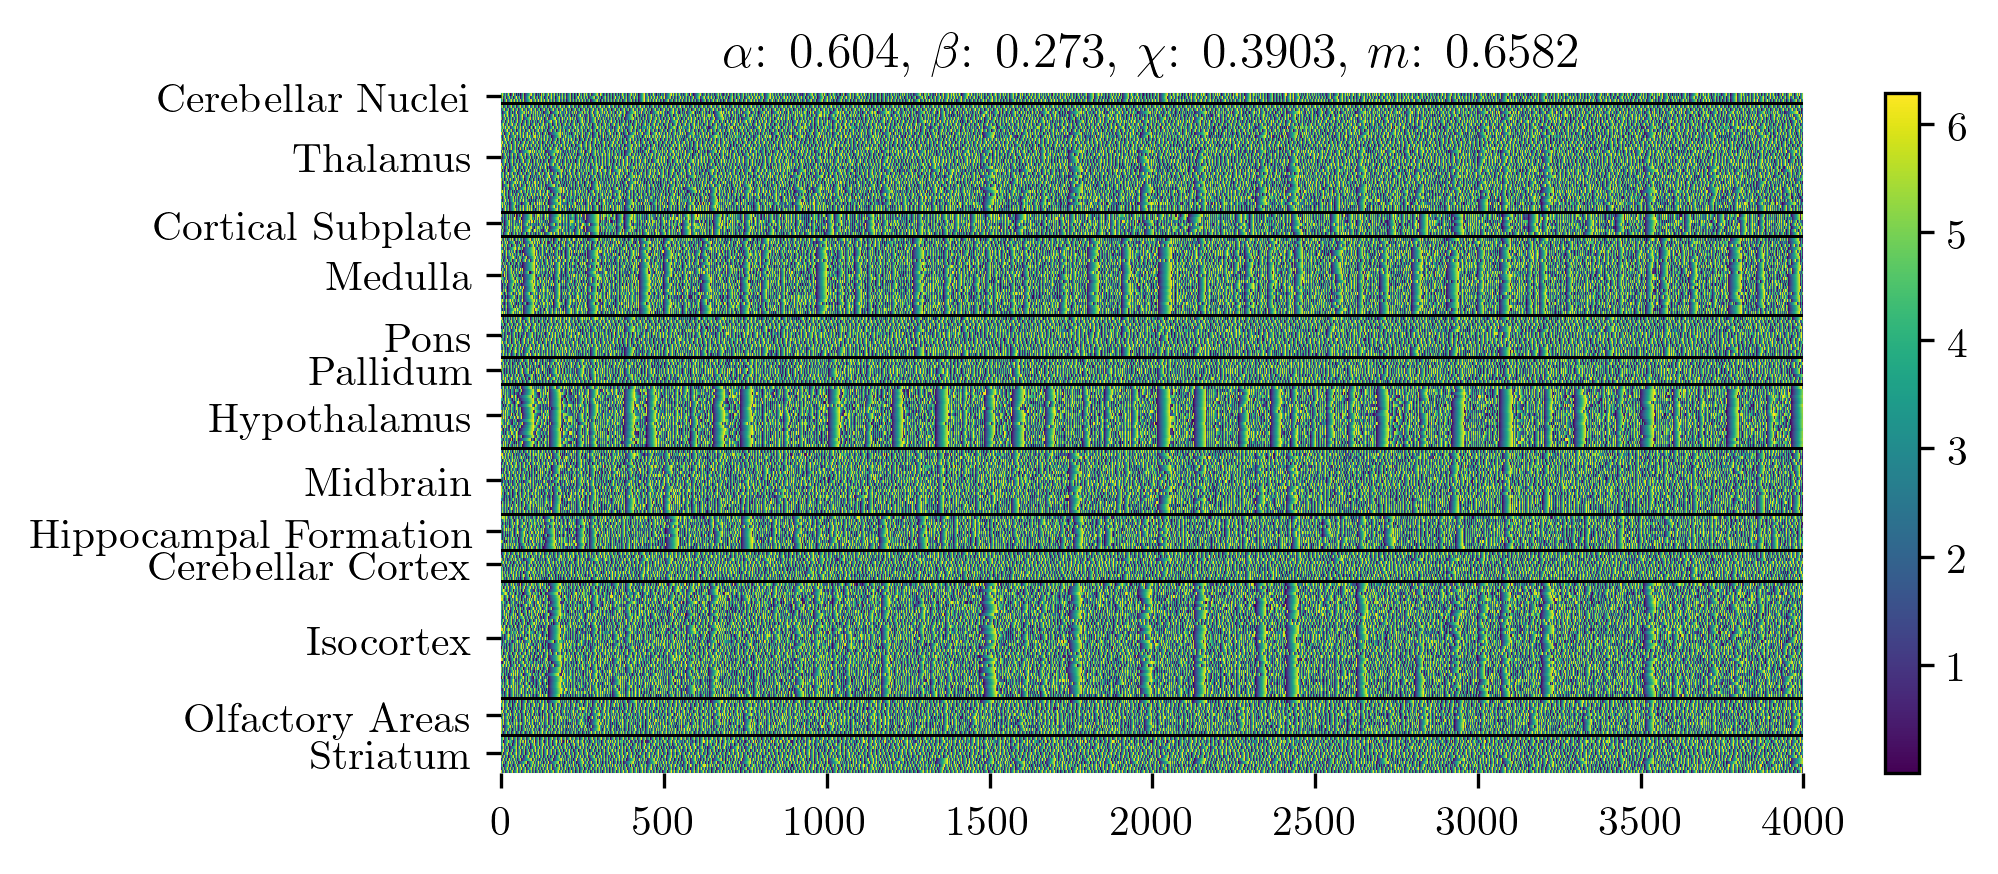 α: 0.604, β: 0.273, χ: 0.3903, m: 0.6582
Cerebellar Nuclei
Thalamus
Cortical Subplate
Medulla
Pons
Pallidum
Hypothalamus
Midbrain
Hippocampal Formation
Cerebellar Cortex
Isocortex
Olfactory Areas
Striatum
0 500 1000 1500 2000 2500 3000 3500 4000
6
5
4
3
2
1